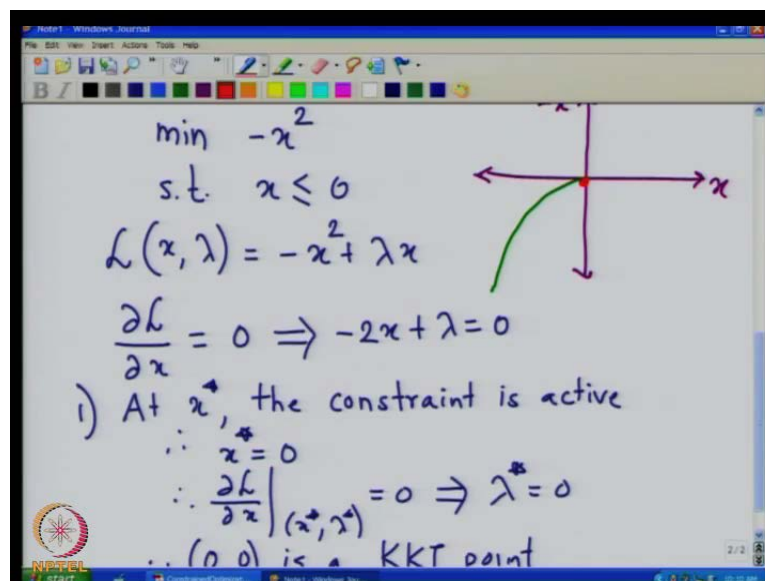 Note1 - Windows Journal
File Edit View Insert Actions Tools Help
B I
min -x²
s.t. x ≤ 0
x
L(x, λ) = -x² + λx
∂L/∂x = 0 ⇒ -2x + λ = 0
1) At x*, the constraint is active
∴ x* = 0
∴ ∂L/∂x |(x*, λ*) = 0 ⇒ λ* = 0
∴ (0,0) is a KKT point
2/2
NPTEL
start